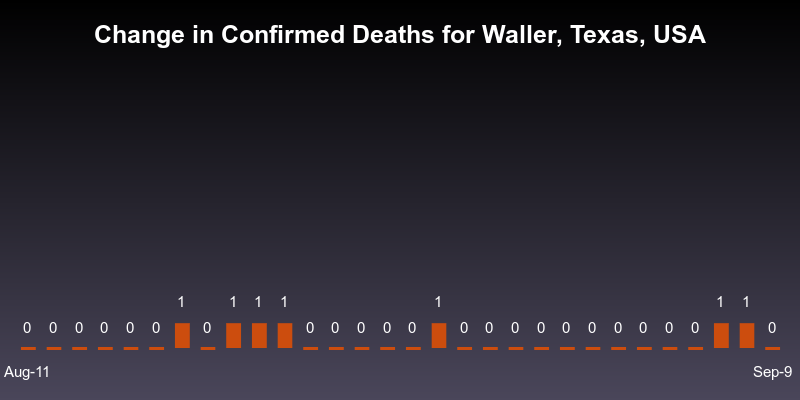 Change in Confirmed Deaths for Waller, Texas, USA
1 1 1 1 1 1 1
0 0 0 0 0 0 0 0 0 0 0 0 0 0 0 0 0 0 0 0 0 0 0
Aug-11 Sep-9